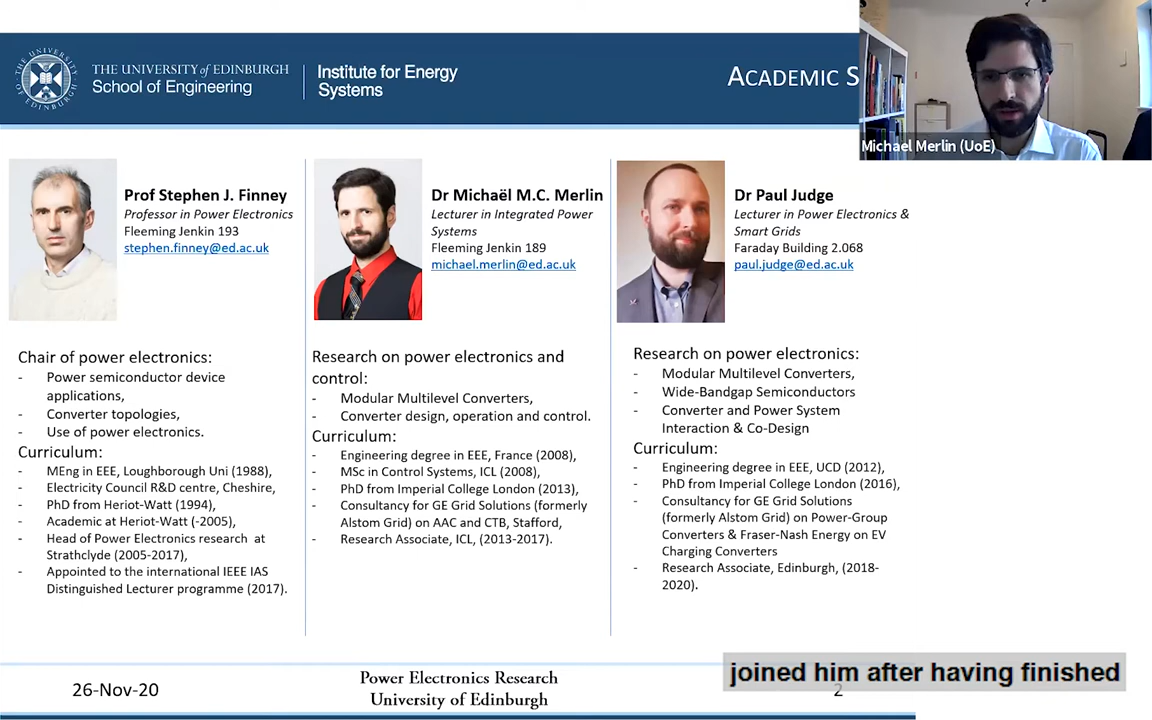 THE UNIVERSITY of EDINBURGH
School of Engineering
Institute for Energy
Systems
ACADEMIC S
Michael Merlin (UoE)
Prof Stephen J. Finney
Professor in Power Electronics
Fleeming Jenkin 193
stephen.finney@ed.ac.uk
Chair of power electronics:
- Power semiconductor device
applications,
- Converter topologies,
- Use of power electronics.
Curriculum:
- MEng in EEE, Loughborough Uni (1988),
- Electricity Council R&D centre, Cheshire,
- PhD from Heriot-Watt (1994),
- Academic at Heriot-Watt (-2005),
- Head of Power Electronics research at
Strathclyde (2005-2017),
- Appointed to the international IEEE IAS
Distinguished Lecturer programme (2017).
Dr Michaël M.C. Merlin
Lecturer in Integrated Power
Systems
Fleeming Jenkin 189
michael.merlin@ed.ac.uk
Research on power electronics and
control:
- Modular Multilevel Converters,
- Converter design, operation and control.
Curriculum:
- Engineering degree in EEE, France (2008),
- MSc in Control Systems, ICL (2008),
- PhD from Imperial College London (2013),
- Consultancy for GE Grid Solutions (formerly
Alstom Grid) on AAC and CTB, Stafford,
- Research Associate, ICL, (2013-2017).
Dr Paul Judge
Lecturer in Power Electronics &
Smart Grids
Faraday Building 2.068
paul.judge@ed.ac.uk
Research on power electronics:
- Modular Multilevel Converters,
- Wide-Bandgap Semiconductors
- Converter and Power System
Interaction & Co-Design
Curriculum:
- Engineering degree in EEE, UCD (2012),
- PhD from Imperial College London (2016),
- Consultancy for GE Grid Solutions
(formerly Alstom Grid) on Power-Group
Converters & Fraser-Nash Energy on EV
Charging Converters
- Research Associate, Edinburgh, (2018-
2020).
26-Nov-20
Power Electronics Research
University of Edinburgh
joined him after having finished
2